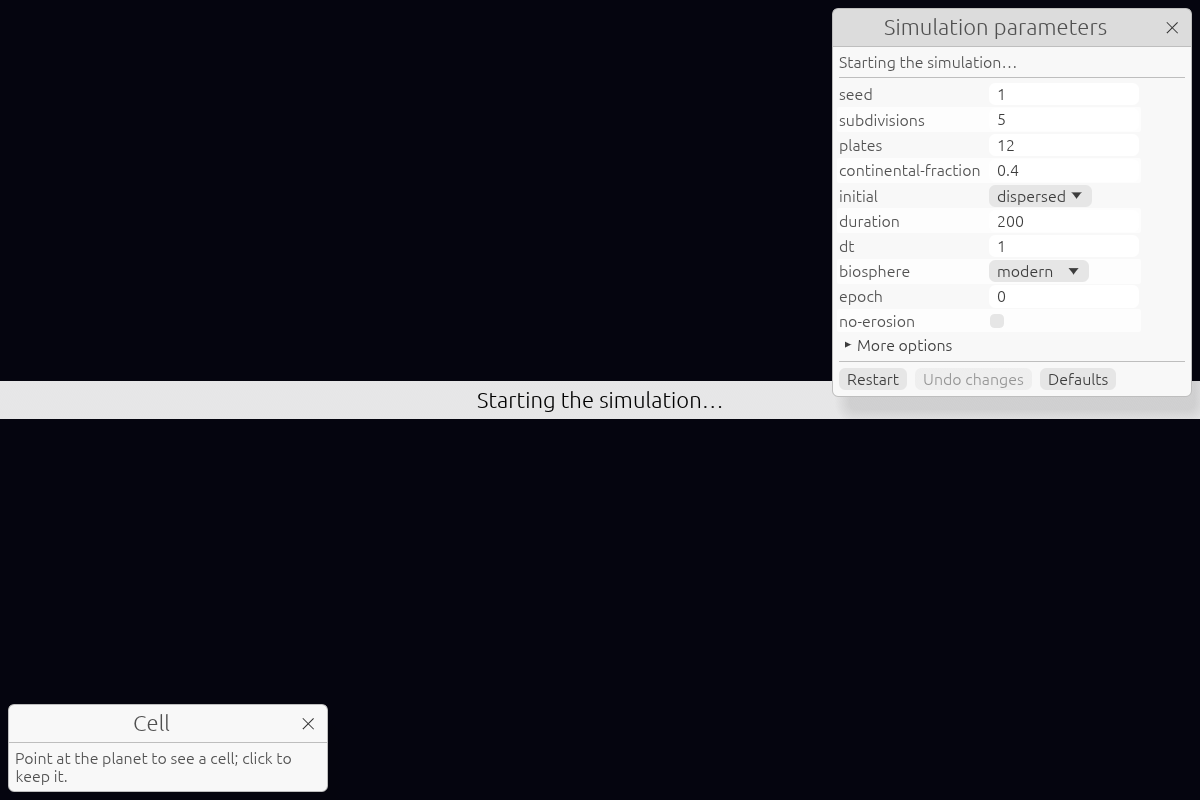 Simulation parameters
Starting the simulation...
seed 1
subdivisions 5
plates 12
continental-fraction 0.4
initial dispersed
duration 200
dt 1
biosphere modern
epoch 0
no-erosion
More options
Restart Undo changes Defaults
Starting the simulation...
Cell
Point at the planet to see a cell; click to
keep it.